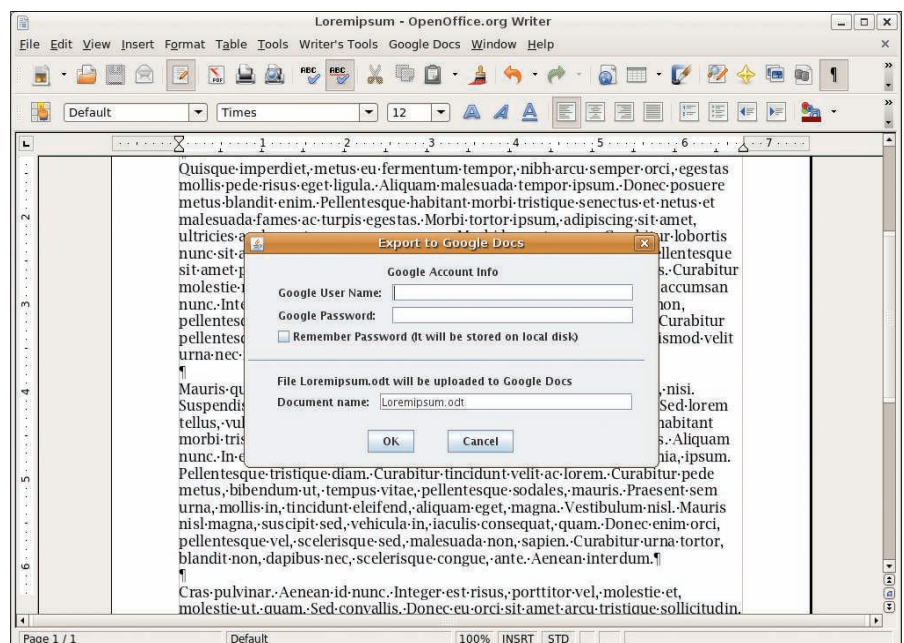 Loremipsum - OpenOffice.org Writer
File Edit View Insert Format Table Tools Writer's Tools Google Docs Window Help
Default Times 12
1 2 3 4 5 6 7
Quisque imperdiet, metus eu fermentum tempor, nibh arcu semper orci, egestas
mollis pede risus eget ligula. Aliquam malesuada tempor ipsum. Donec posuere
metus blandit enim. Pellentesque habitant morbi tristique senectus et netus et
malesuada fames ac turpis egestas. Morbi tortor ipsum, adipiscing sit amet,
ultricies a
ur lobortis
nunc sit a
llentesque
sit amet p
s. Curabitur
molestie
accumsan
nunc. Inte
non,
pellentesq
Curabitur
pellentesq
ismod velit
urna nec
Export to Google Docs
Google Account Info
Google User Name:
Google Password:
Remember Password (It will be stored on local disk)
File Loremipsum.odt will be uploaded to Google Docs
Document name: Loremipsum.odt
OK Cancel
¶
Mauris qu
, nisi.
Suspendis
Sed lorem
tellus, vul
habitant
morbi tris
s. Aliquam
nunc. In e
nia, ipsum.
Pellentesque tristique diam. Curabitur tincidunt velit ac lorem. Curabitur pede
metus, bibendum ut, tempus vitae, pellentesque sodales, mauris. Praesent sem
urna, mollis in, tincidunt eleifend, aliquam eget, magna. Vestibulum nisl. Mauris
nisl magna, suscipit sed, vehicula in, iaculis consequat, quam. Donec enim orci,
pellentesque vel, scelerisque sed, malesuada non, sapien. Curabitur urna tortor,
blandit non, dapibus nec, scelerisque congue, ante. Aenean interdum.¶
¶
Cras pulvinar. Aenean id nunc. Integer est risus, porttitor vel, molestie et,
molestie ut, quam. Sed convallis. Donec eu orci sit amet arcu tristique sollicitudin.
Page 1 / 1 Default 100% INSRT STD